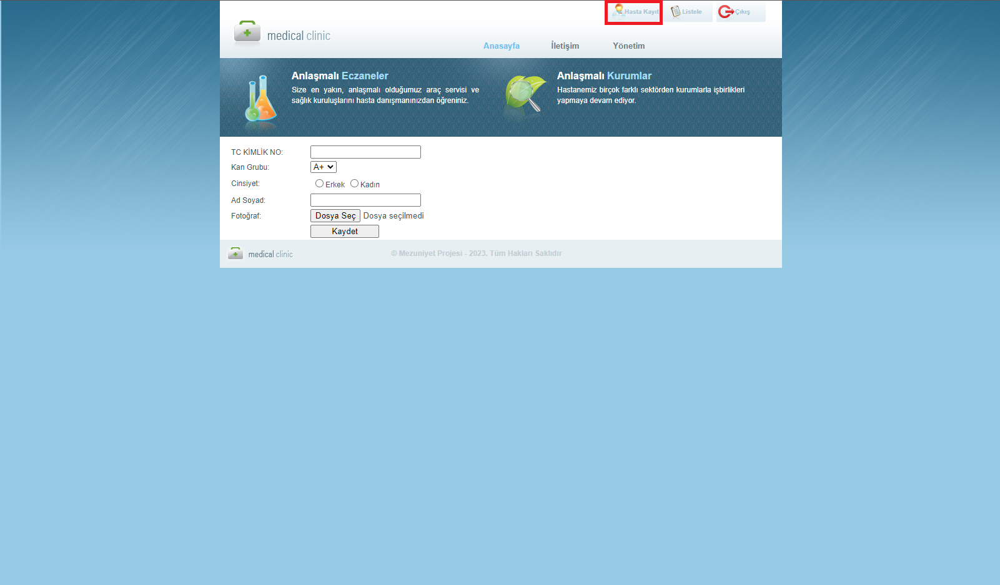 Hasta Kayıt
Listele
Çıkış
medical clinic
Anasayfa
İletişim
Yönetim
Anlaşmalı Eczaneler
Size en yakın, anlaşmalı olduğumuz araç servisi ve
sağlık kuruluşlarını hasta danışmanınızdan öğreniniz.
Anlaşmalı Kurumlar
Hastanemiz birçok farklı sektörden kurumlarla işbirlikleri
yapmaya devam ediyor.
TC KİMLİK NO:
Kan Grubu:
A+
Cinsiyet:
Erkek
Kadın
Ad Soyad:
Fotoğraf:
Dosya Seç
Dosya seçilmedi
Kaydet
medical clinic
© Mezuniyet Projesi - 2023. Tüm Hakları Saklıdır